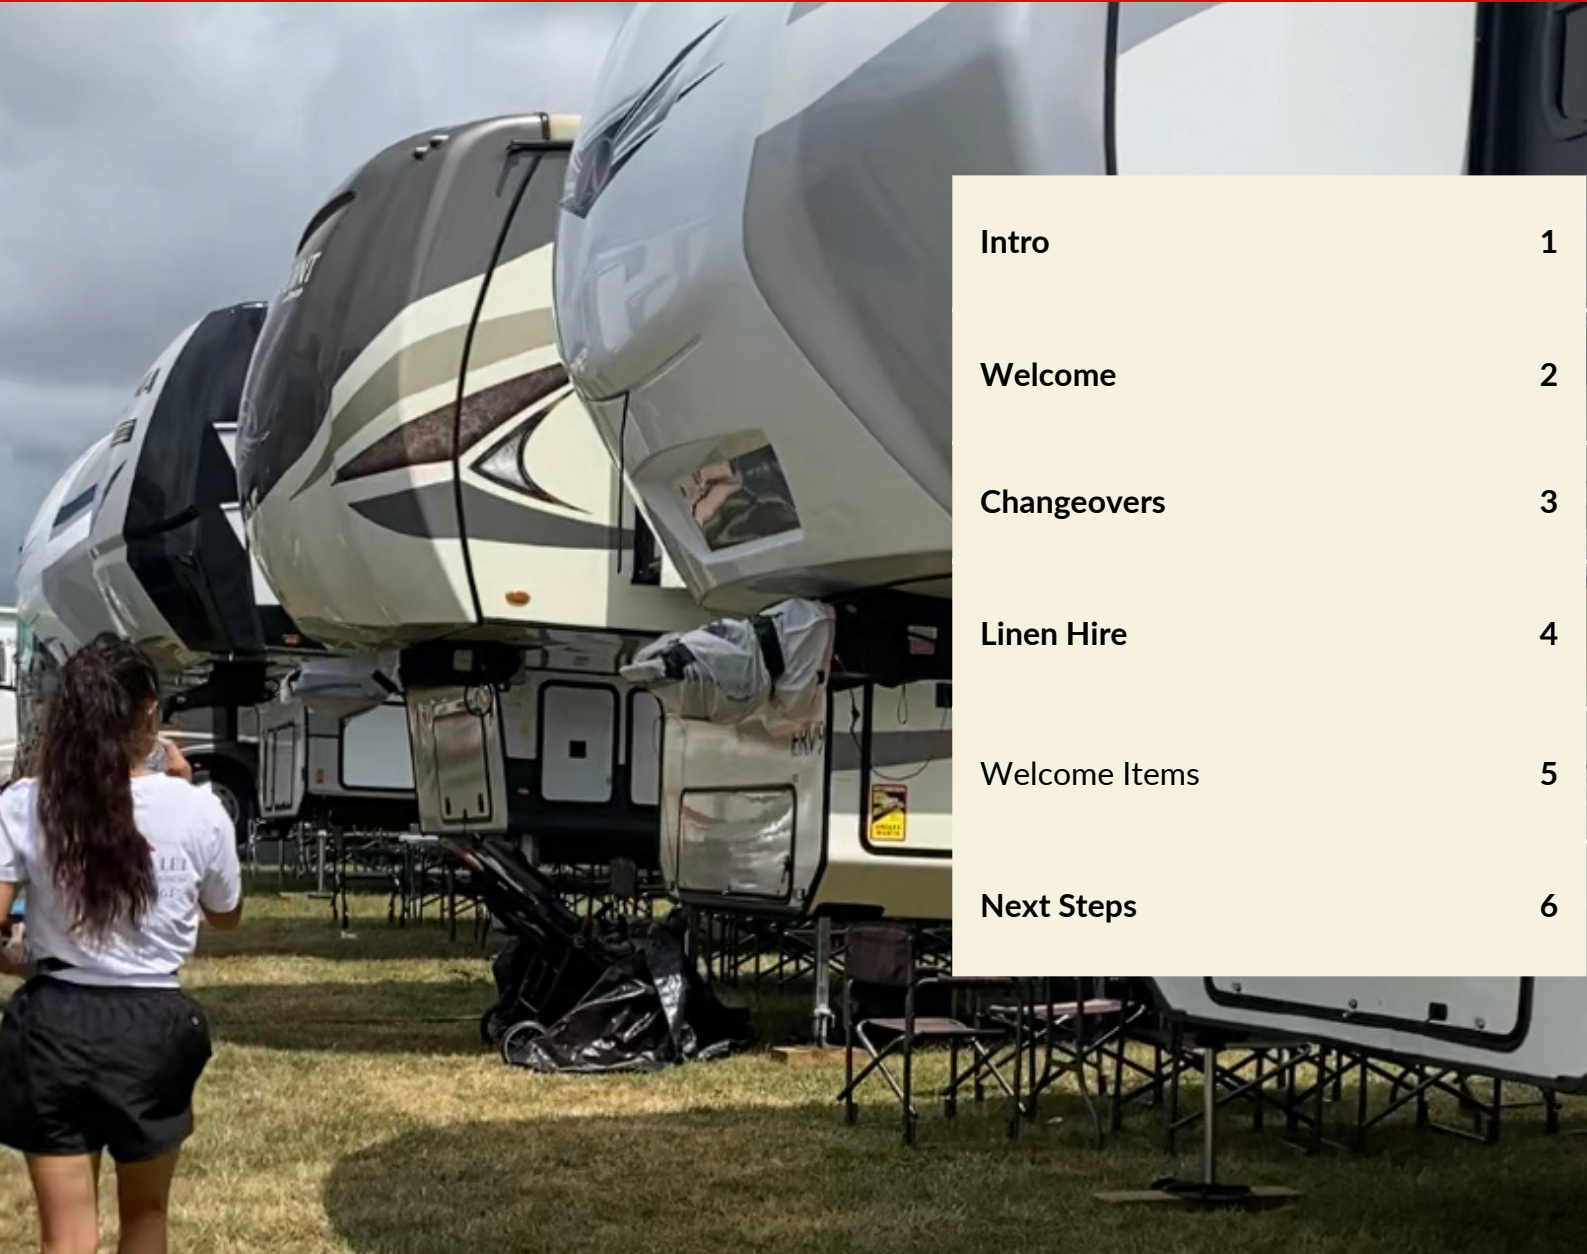 Intro 1
Welcome 2
Changeovers 3
Linen Hire 4
Welcome Items 5
Next Steps 6